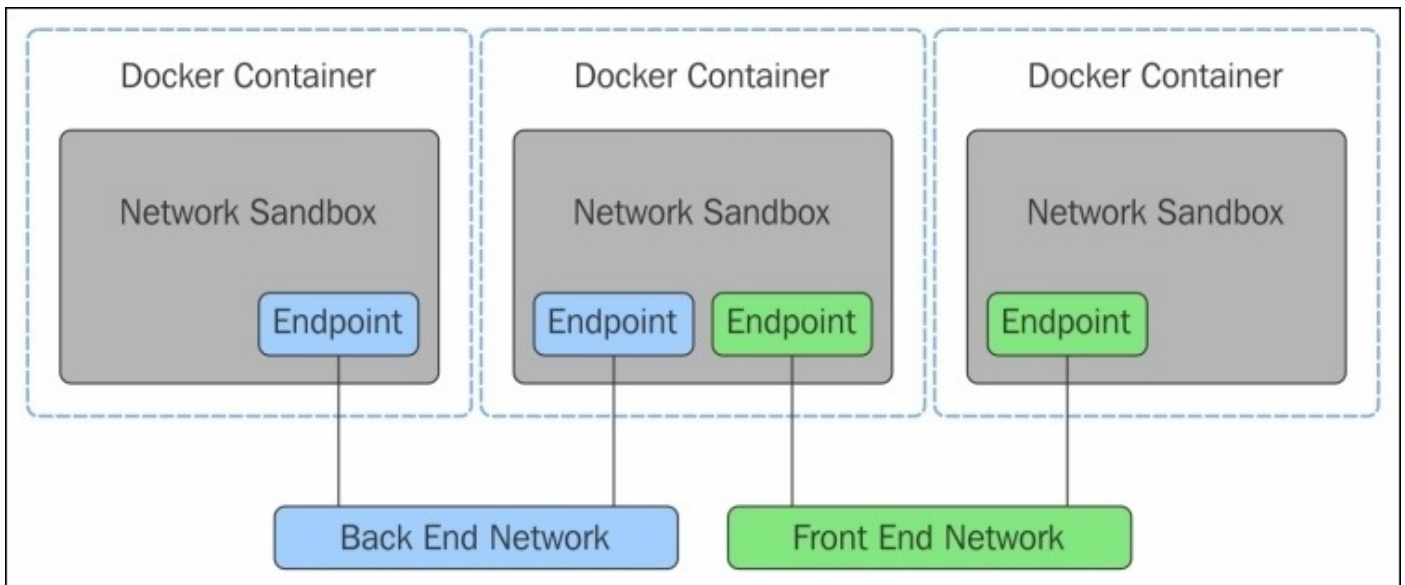 Docker Container
Docker Container
Docker Container
Network Sandbox
Network Sandbox
Network Sandbox
Endpoint
Endpoint
Endpoint
Endpoint
Back End Network
Front End Network